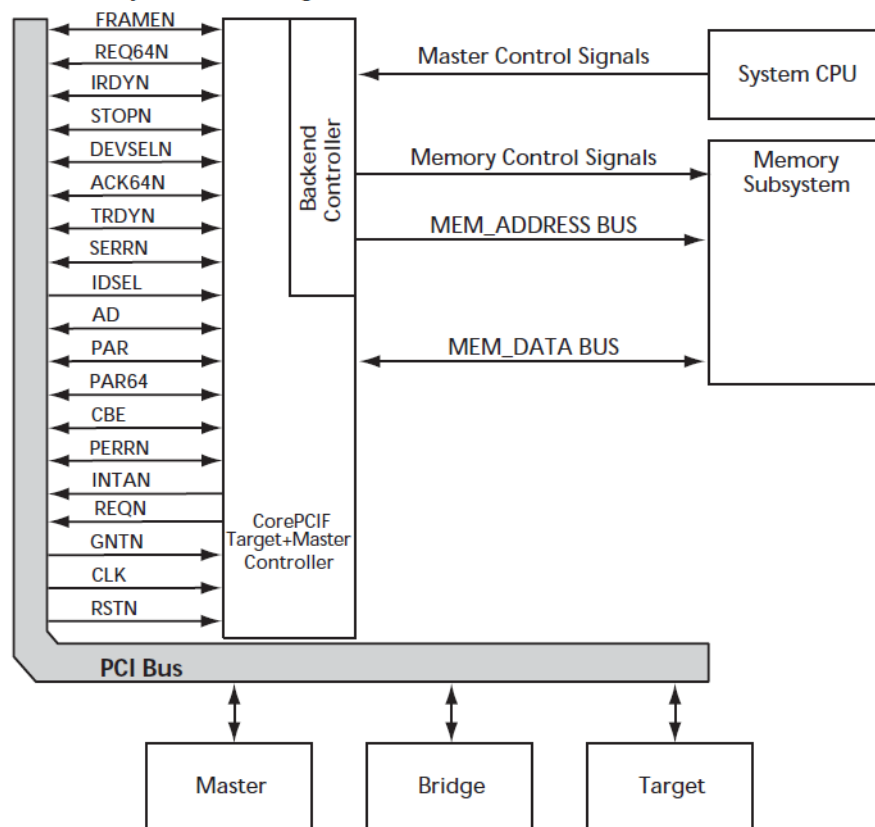 FRAMEN
REQ64N
IRDYN
STOPN
DEVSELN
ACK64N
TRDYN
SERRN
IDSEL
AD
PAR
PAR64
CBE
PERRN
INTAN
REQN
GNTN
CLK
RSTN
Backend
Controller
CorePCIF
Target+Master
Controller
Master Control Signals
System CPU
Memory Control Signals
Memory
Subsystem
MEM_ADDRESS BUS
MEM_DATA BUS
PCI Bus
Master
Bridge
Target